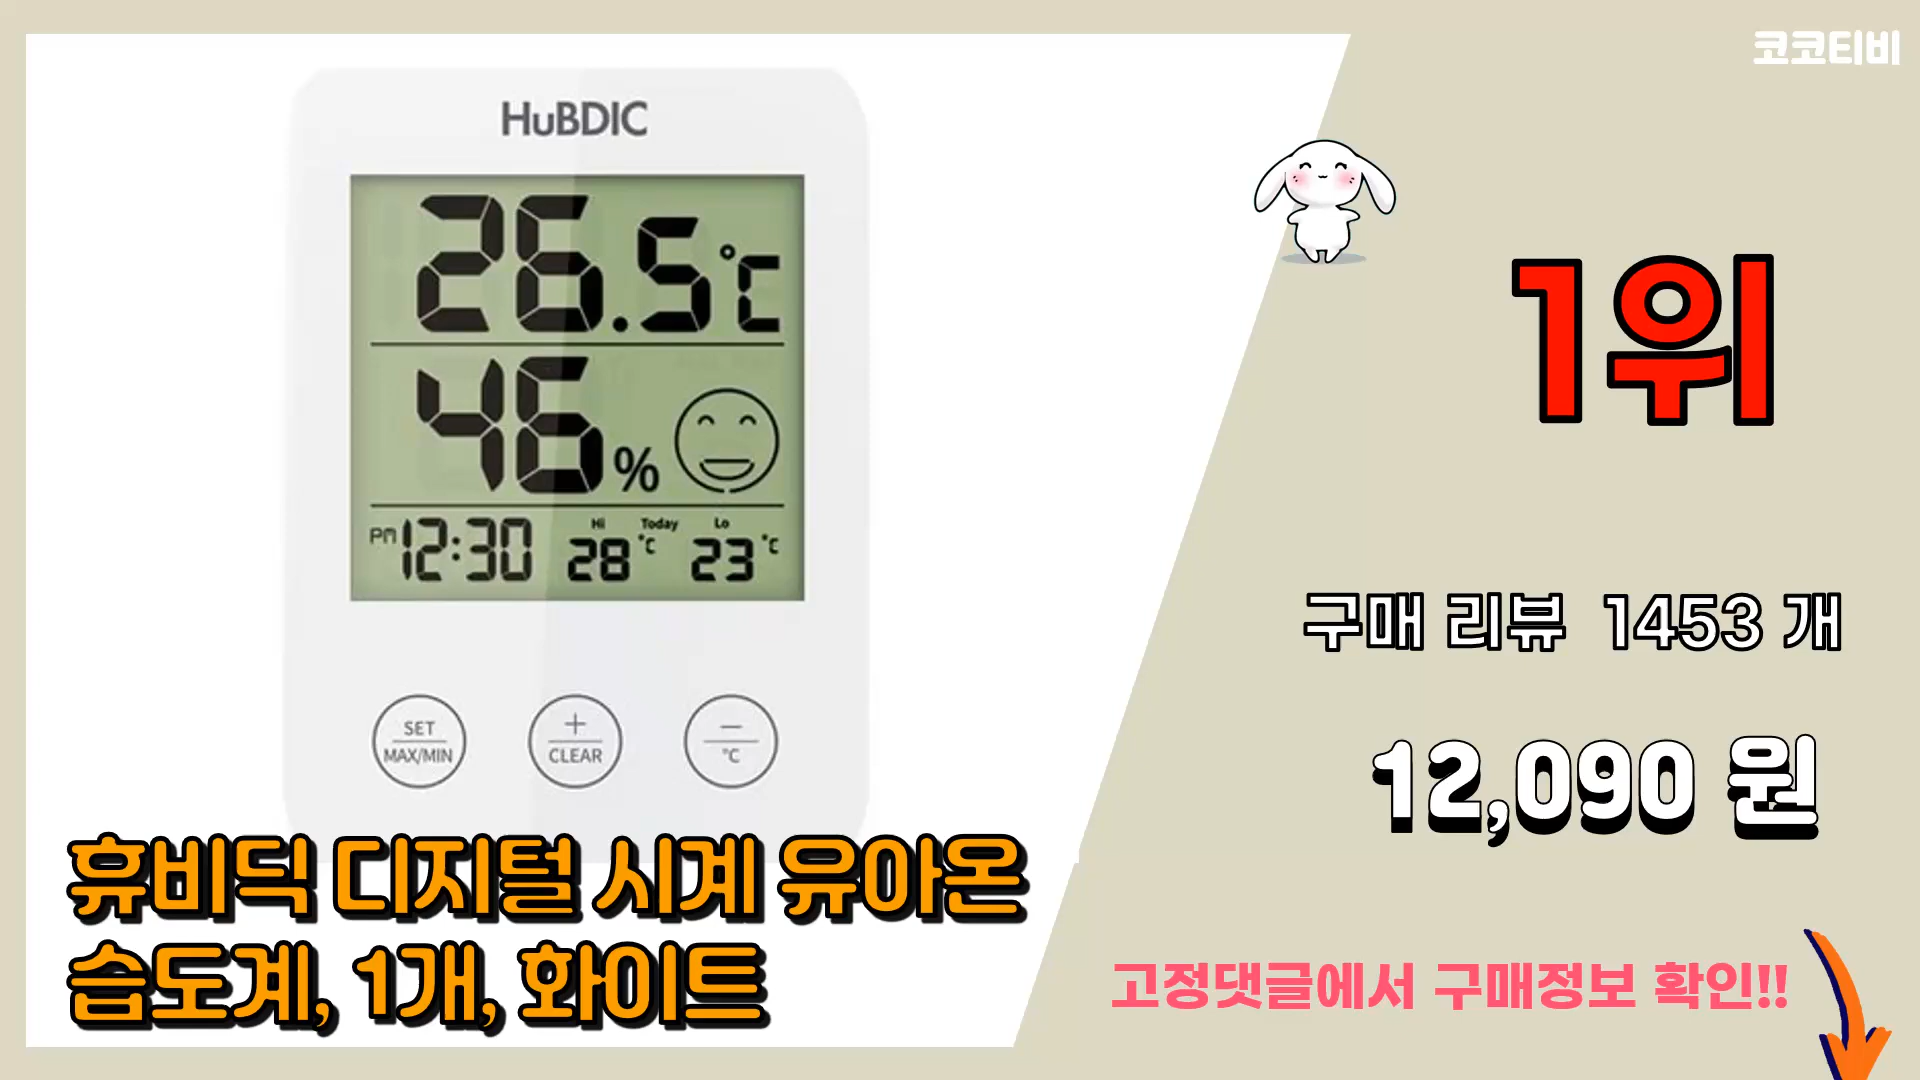 코코티비
HuBDIC
26.5℃
46%
PM 12:30
Hi Today Lo
28℃ 23℃
SET
MAX/MIN
+
CLEAR
−
℃
1위
구매 리뷰 1453 개
12,090 원
휴비딕 디지털 시계 유아온
습도계, 1개, 화이트
고정댓글에서 구매정보 확인!!